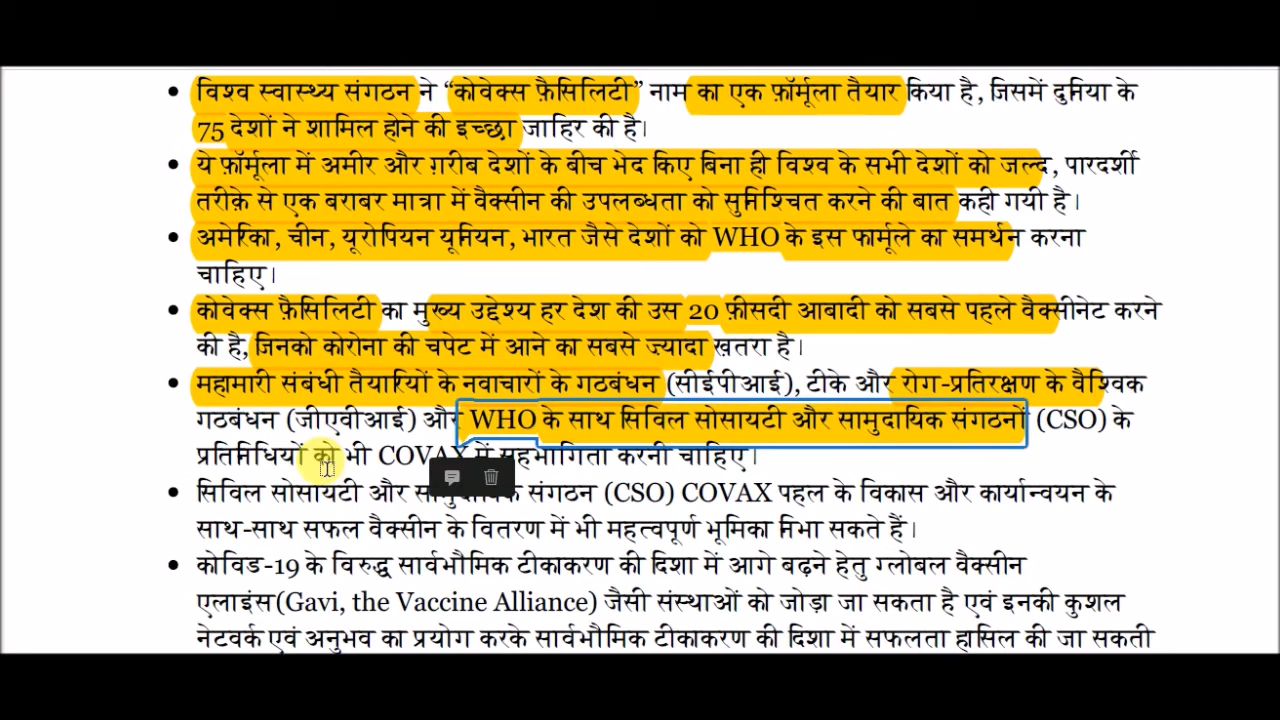 • विश्व स्वास्थ्य संगठन ने “कोवेक्स फ़ैसिलिटी” नाम का एक फ़ॉर्मूला तैयार किया है, जिसमें दुनिया के
75 देशों ने शामिल होने की इच्छा जाहिर की है।
• ये फ़ॉर्मूला में अमीर और ग़रीब देशों के बीच भेद किए बिना ही विश्व के सभी देशों को जल्द, पारदर्शी
तरीक़े से एक बराबर मात्रा में वैक्सीन की उपलब्धता को सुनिश्चित करने की बात कही गयी है।
• अमेरिका, चीन, यूरोपियन यूनियन, भारत जैसे देशों को WHO के इस फार्मूले का समर्थन करना
चाहिए।
• कोवेक्स फ़ैसिलिटी का मुख्य उद्देश्य हर देश की उस 20 फ़ीसदी आबादी को सबसे पहले वैक्सीनेट करने
की है, जिनको कोरोना की चपेट में आने का सबसे ज्यादा ख़तरा है।
• महामारी संबंधी तैयारियों के नवाचारों के गठबंधन (सीईपीआई), टीके और रोग-प्रतिरक्षण के वैश्विक
गठबंधन (जीएवीआई) और WHO के साथ सिविल सोसायटी और सामुदायिक संगठनों (CSO) के
प्रतिनिधियों को भी COVAX में सहभागिता करनी चाहिए।
• सिविल सोसायटी और सामुदायिक संगठन (CSO) COVAX पहल के विकास और कार्यान्वयन के
साथ-साथ सफल वैक्सीन के वितरण में भी महत्वपूर्ण भूमिका निभा सकते हैं।
• कोविड-19 के विरुद्ध सार्वभौमिक टीकाकरण की दिशा में आगे बढ़ने हेतु ग्लोबल वैक्सीन
एलाइंस(Gavi, the Vaccine Alliance) जैसी संस्थाओं को जोड़ा जा सकता है एवं इनकी कुशल
नेटवर्क एवं अनुभव का प्रयोग करके सार्वभौमिक टीकाकरण की दिशा में सफलता हासिल की जा सकती